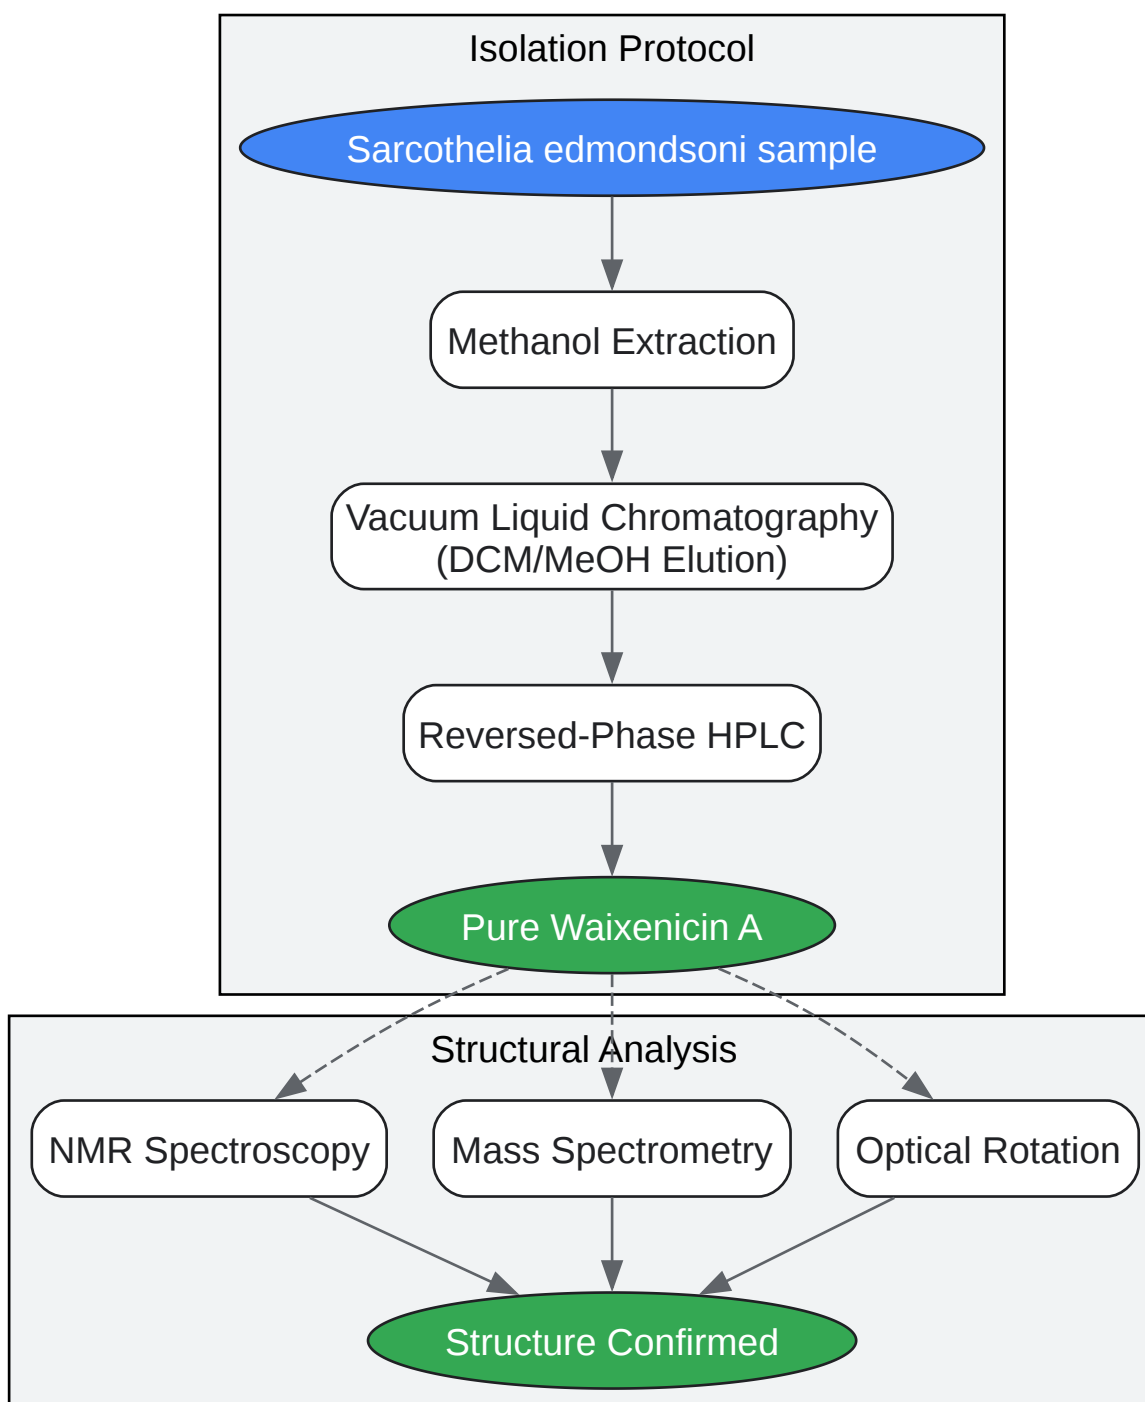 Isolation Protocol
Sarcothelia edmondsoni sample
Methanol Extraction
Vacuum Liquid Chromatography
(DCM/MeOH Elution)
Reversed-Phase HPLC
Pure Waixenicin A
Structural Analysis
NMR Spectroscopy
Mass Spectrometry
Optical Rotation
Structure Confirmed